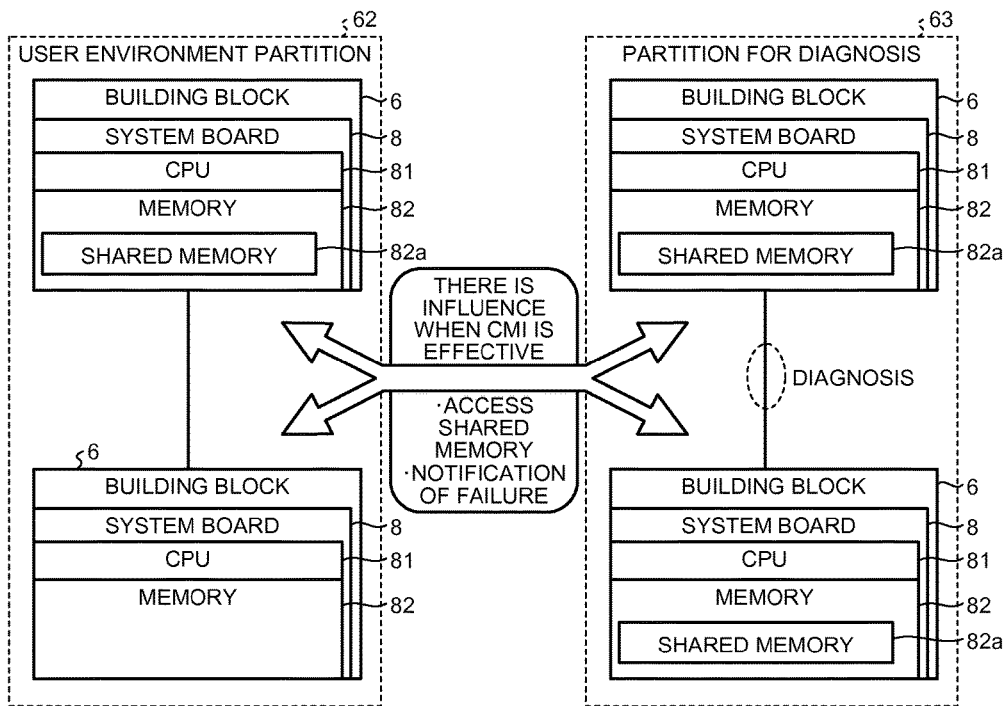 62
USER ENVIRONMENT PARTITION
BUILDING BLOCK
6
SYSTEM BOARD
8
CPU
81
MEMORY
82
SHARED MEMORY
82a
6
BUILDING BLOCK
SYSTEM BOARD
8
CPU
81
MEMORY
82
THERE IS
INFLUENCE
WHEN CMI IS
EFFECTIVE
·ACCESS
SHARED
MEMORY
·NOTIFICATION
OF FAILURE
63
PARTITION FOR DIAGNOSIS
BUILDING BLOCK
6
SYSTEM BOARD
8
CPU
81
MEMORY
82
SHARED MEMORY
82a
DIAGNOSIS
BUILDING BLOCK
6
SYSTEM BOARD
8
CPU
81
MEMORY
82
SHARED MEMORY
82a